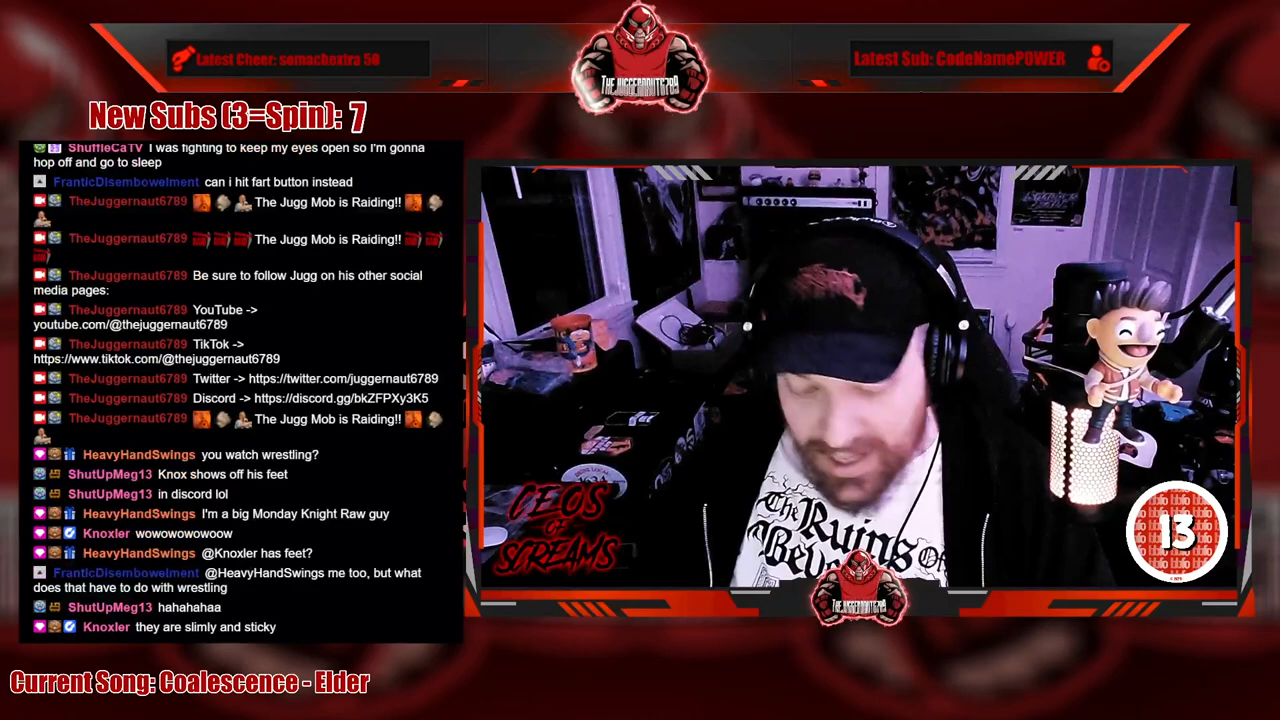 Latest Cheer: somachextra 50
THEJUGGERNAUT6789
Latest Sub: CodeNamePOWER
New Subs (3=Spin): 7
ShuffleCaTV I was fighting to keep my eyes open so I'm gonna
hop off and go to sleep
FranticDIsembowelment can i hit fart button instead
TheJuggernaut6789 The Jugg Mob is Raiding!!
TheJuggernaut6789 The Jugg Mob is Raiding!!
TheJuggernaut6789 Be sure to follow Jugg on his other social
media pages:
TheJuggernaut6789 YouTube ->
youtube.com/@thejuggernaut6789
TheJuggernaut6789 TikTok ->
https://www.tiktok.com/@thejuggernaut6789
TheJuggernaut6789 Twitter -> https://twitter.com/juggernaut6789
TheJuggernaut6789 Discord -> https://discord.gg/bkZFPXy3K5
TheJuggernaut6789 The Jugg Mob is Raiding!!
HeavyHandSwings you watch wrestling?
ShutUpMeg13 Knox shows off his feet
ShutUpMeg13 in discord lol
HeavyHandSwings I'm a big Monday Knight Raw guy
Knoxler wowowowowoow
HeavyHandSwings @Knoxler has feet?
FranticDIsembowelment @HeavyHandSwings me too, but what
does that have to do with wrestling
ShutUpMeg13 hahahahaa
Knoxler they are slimly and sticky
CEOS
OF
SCREAMS
The Ruins Of
Bev
13
THEJUGGERNAUT6789
Current Song: Coalescence - Elder